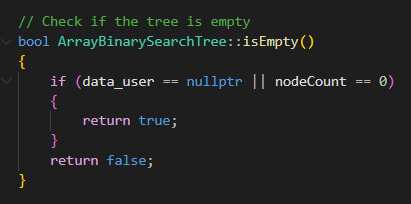 // Check if the tree is empty
bool ArrayBinarySearchTree::isEmpty()
{
    if (data_user == nullptr || nodeCount == 0)
    {
        return true;
    }
    return false;
}